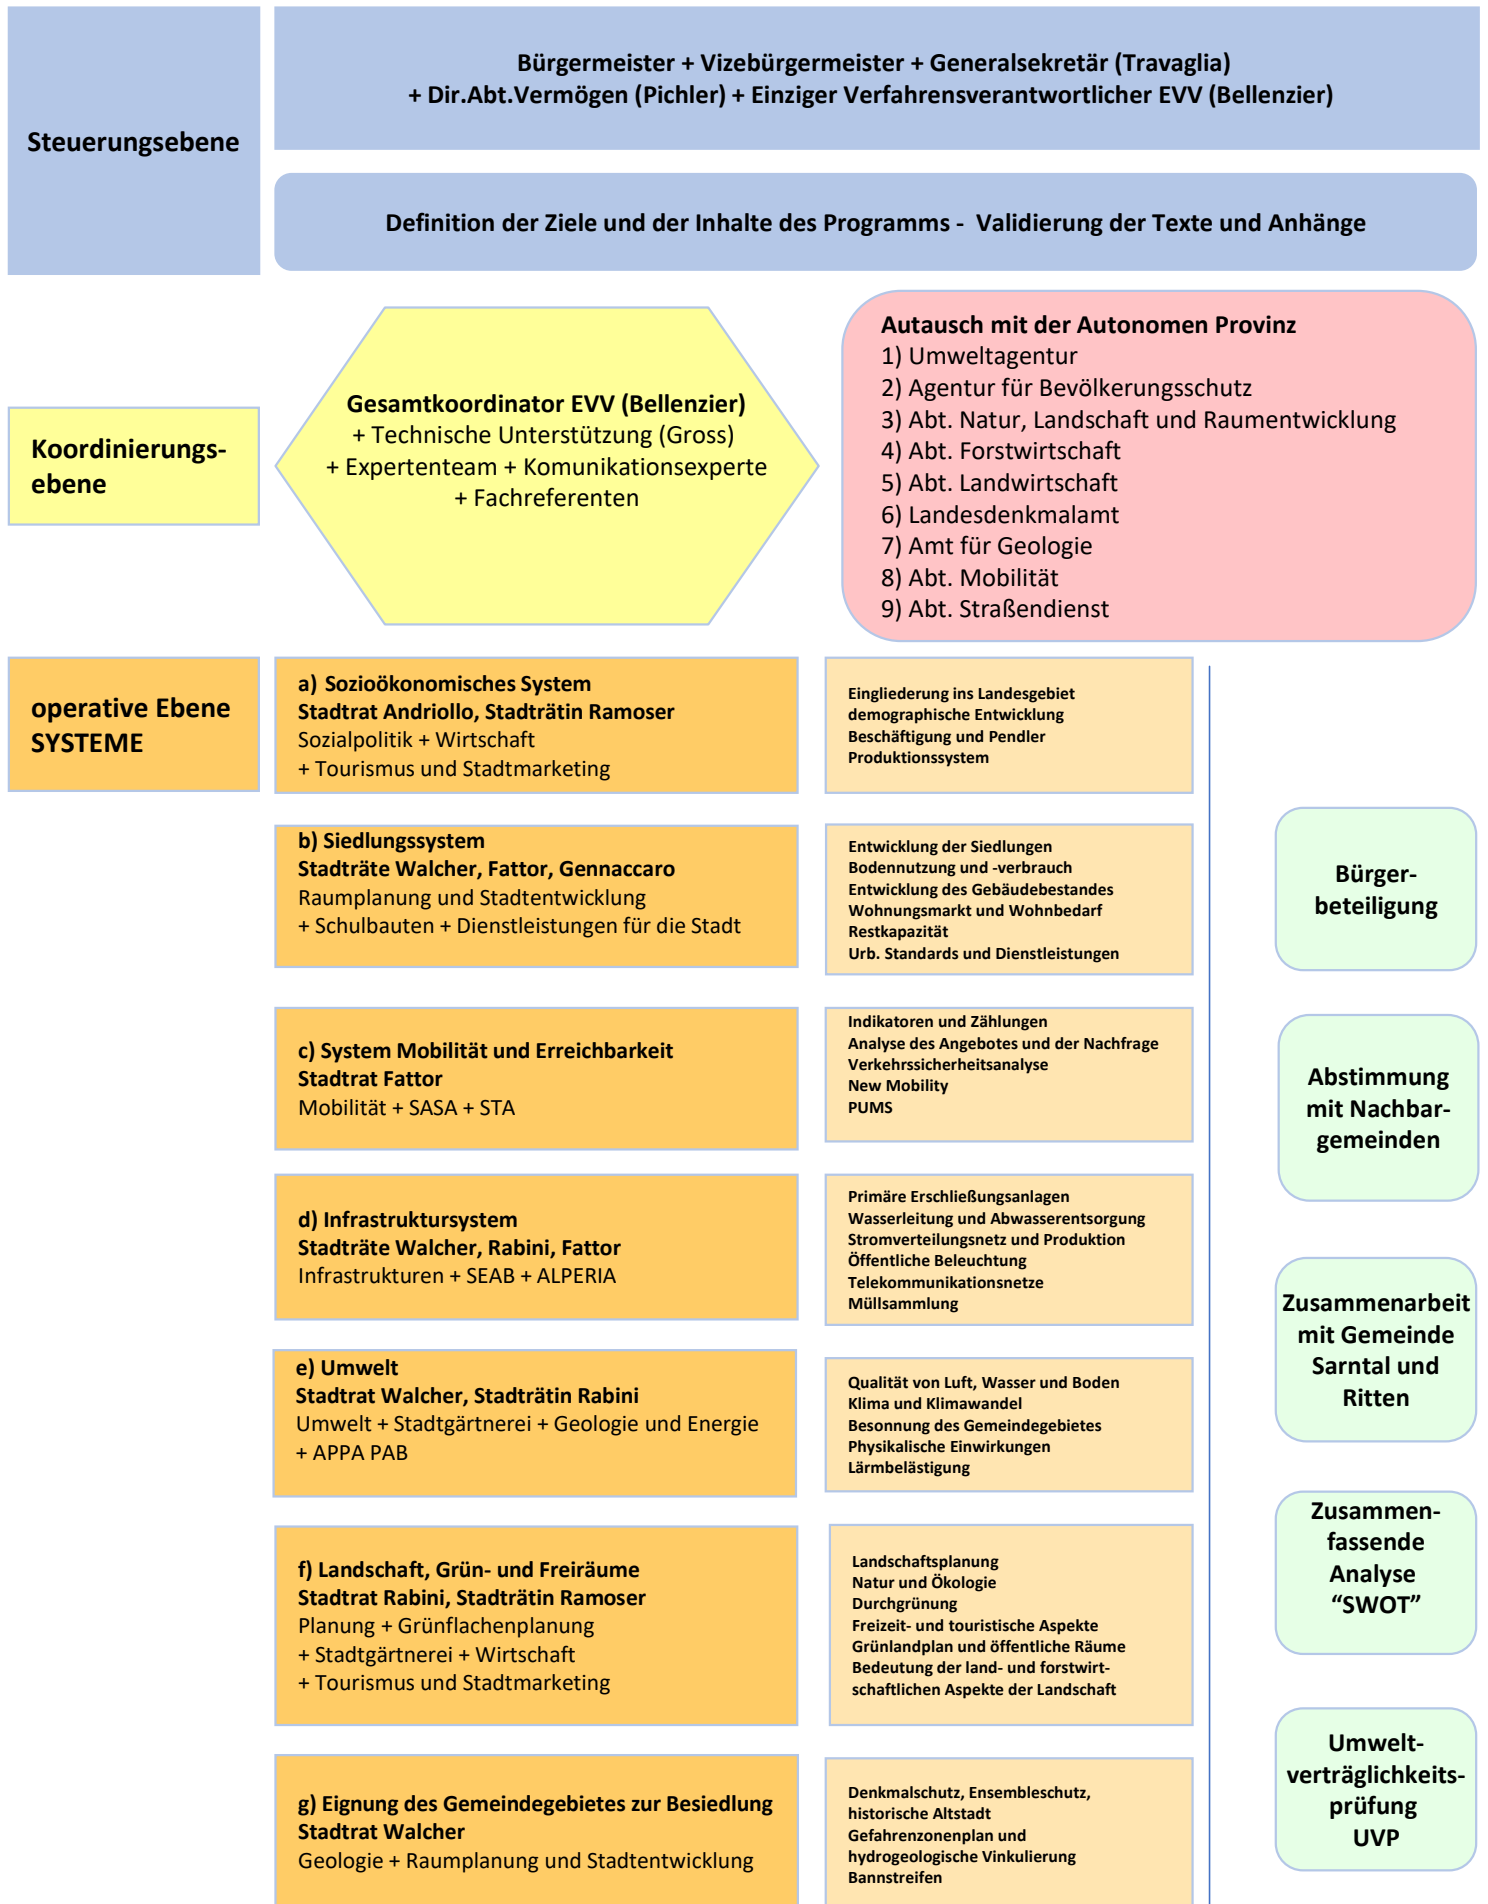 Steuerungsebene
Bürgermeister + Vizebürgermeister + Generalsekretär (Travaglia)
+ Dir.Abt.Vermögen (Pichler) + Einziger Verfahrensverantwortlicher EVV (Bellenzier)
Definition der Ziele und der Inhalte des Programms - Validierung der Texte und Anhänge
Koordinierungs-
ebene
Gesamtkoordinator EVV (Bellenzier)
+ Technische Unterstützung (Gross)
+ Expertenteam + Komunikationsexperte
+ Fachreferenten
Autausch mit der Autonomen Provinz
1) Umweltagentur
2) Agentur für Bevölkerungsschutz
3) Abt. Natur, Landschaft und Raumentwicklung
4) Abt. Forstwirtschaft
5) Abt. Landwirtschaft
6) Landesdenkmalamt
7) Amt für Geologie
8) Abt. Mobilität
9) Abt. Straßendienst
operative Ebene
SYSTEME
a) Sozioökonomisches System
Stadtrat Andriollo, Stadträtin Ramoser
Sozialpolitik + Wirtschaft
+ Tourismus und Stadtmarketing
Eingliederung ins Landesgebiet
demographische Entwicklung
Beschäftigung und Pendler
Produktionssystem
b) Siedlungssystem
Stadträte Walcher, Fattor, Gennaccaro
Raumplanung und Stadtentwicklung
+ Schulbauten + Dienstleistungen für die Stadt
Entwicklung der Siedlungen
Bodennutzung und -verbrauch
Entwicklung des Gebäudebestandes
Wohnungsmarkt und Wohnbedarf
Restkapazität
Urb. Standards und Dienstleistungen
c) System Mobilität und Erreichbarkeit
Stadtrat Fattor
Mobilität + SASA + STA
Indikatoren und Zählungen
Analyse des Angebotes und der Nachfrage
Verkehrssicherheitsanalyse
New Mobility
PUMS
d) Infrastruktursystem
Stadträte Walcher, Rabini, Fattor
Infrastrukturen + SEAB + ALPERIA
Primäre Erschließungsanlagen
Wasserleitung und Abwasserentsorgung
Stromverteilungsnetz und Produktion
Öffentliche Beleuchtung
Telekommunikationsnetze
Müllsammlung
e) Umwelt
Stadtrat Walcher, Stadträtin Rabini
Umwelt + Stadtgärtnerei + Geologie und Energie
+ APPA PAB
Qualität von Luft, Wasser und Boden
Klima und Klimawandel
Besonnung des Gemeindegebietes
Physikalische Einwirkungen
Lärmbelästigung
f) Landschaft, Grün- und Freiräume
Stadtrat Rabini, Stadträtin Ramoser
Planung + Grünflachenplanung
+ Stadtgärtnerei + Wirtschaft
+ Tourismus und Stadtmarketing
Landschaftsplanung
Natur und Ökologie
Durchgrünung
Freizeit- und touristische Aspekte
Grünlandplan und öffentliche Räume
Bedeutung der land- und forstwirt-
schaftlichen Aspekte der Landschaft
g) Eignung des Gemeindegebietes zur Besiedlung
Stadtrat Walcher
Geologie + Raumplanung und Stadtentwicklung
Denkmalschutz, Ensembleschutz,
historische Altstadt
Gefahrenzonenplan und
hydrogeologische Vinkulierung
Bannstreifen
Bürger-
beteiligung
Abstimmung
mit Nachbar-
gemeinden
Zusammenarbeit
mit Gemeinde
Sarntal und
Ritten
Zusammen-
fassende
Analyse
“SWOT”
Umwelt-
verträglichkeits-
prüfung
UVP